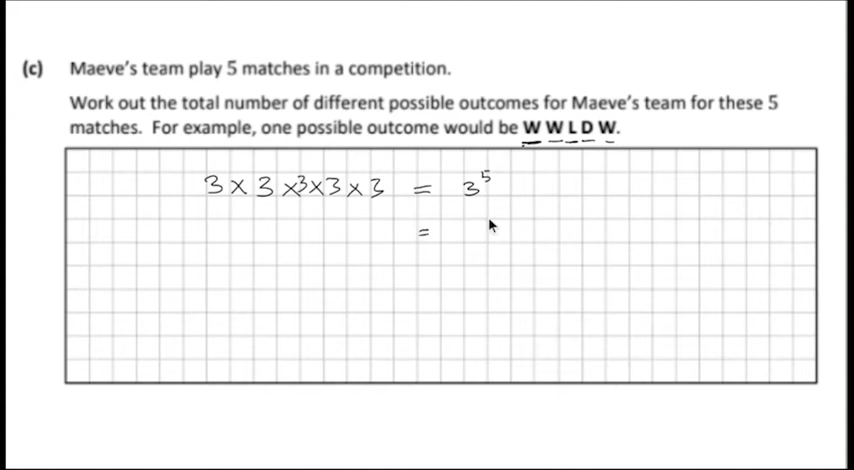 (c) Maeve's team play 5 matches in a competition.
Work out the total number of different possible outcomes for Maeve's team for these 5
matches. For example, one possible outcome would be W W L D W.
3 × 3 ×3×3 × 3 = 3⁵
=